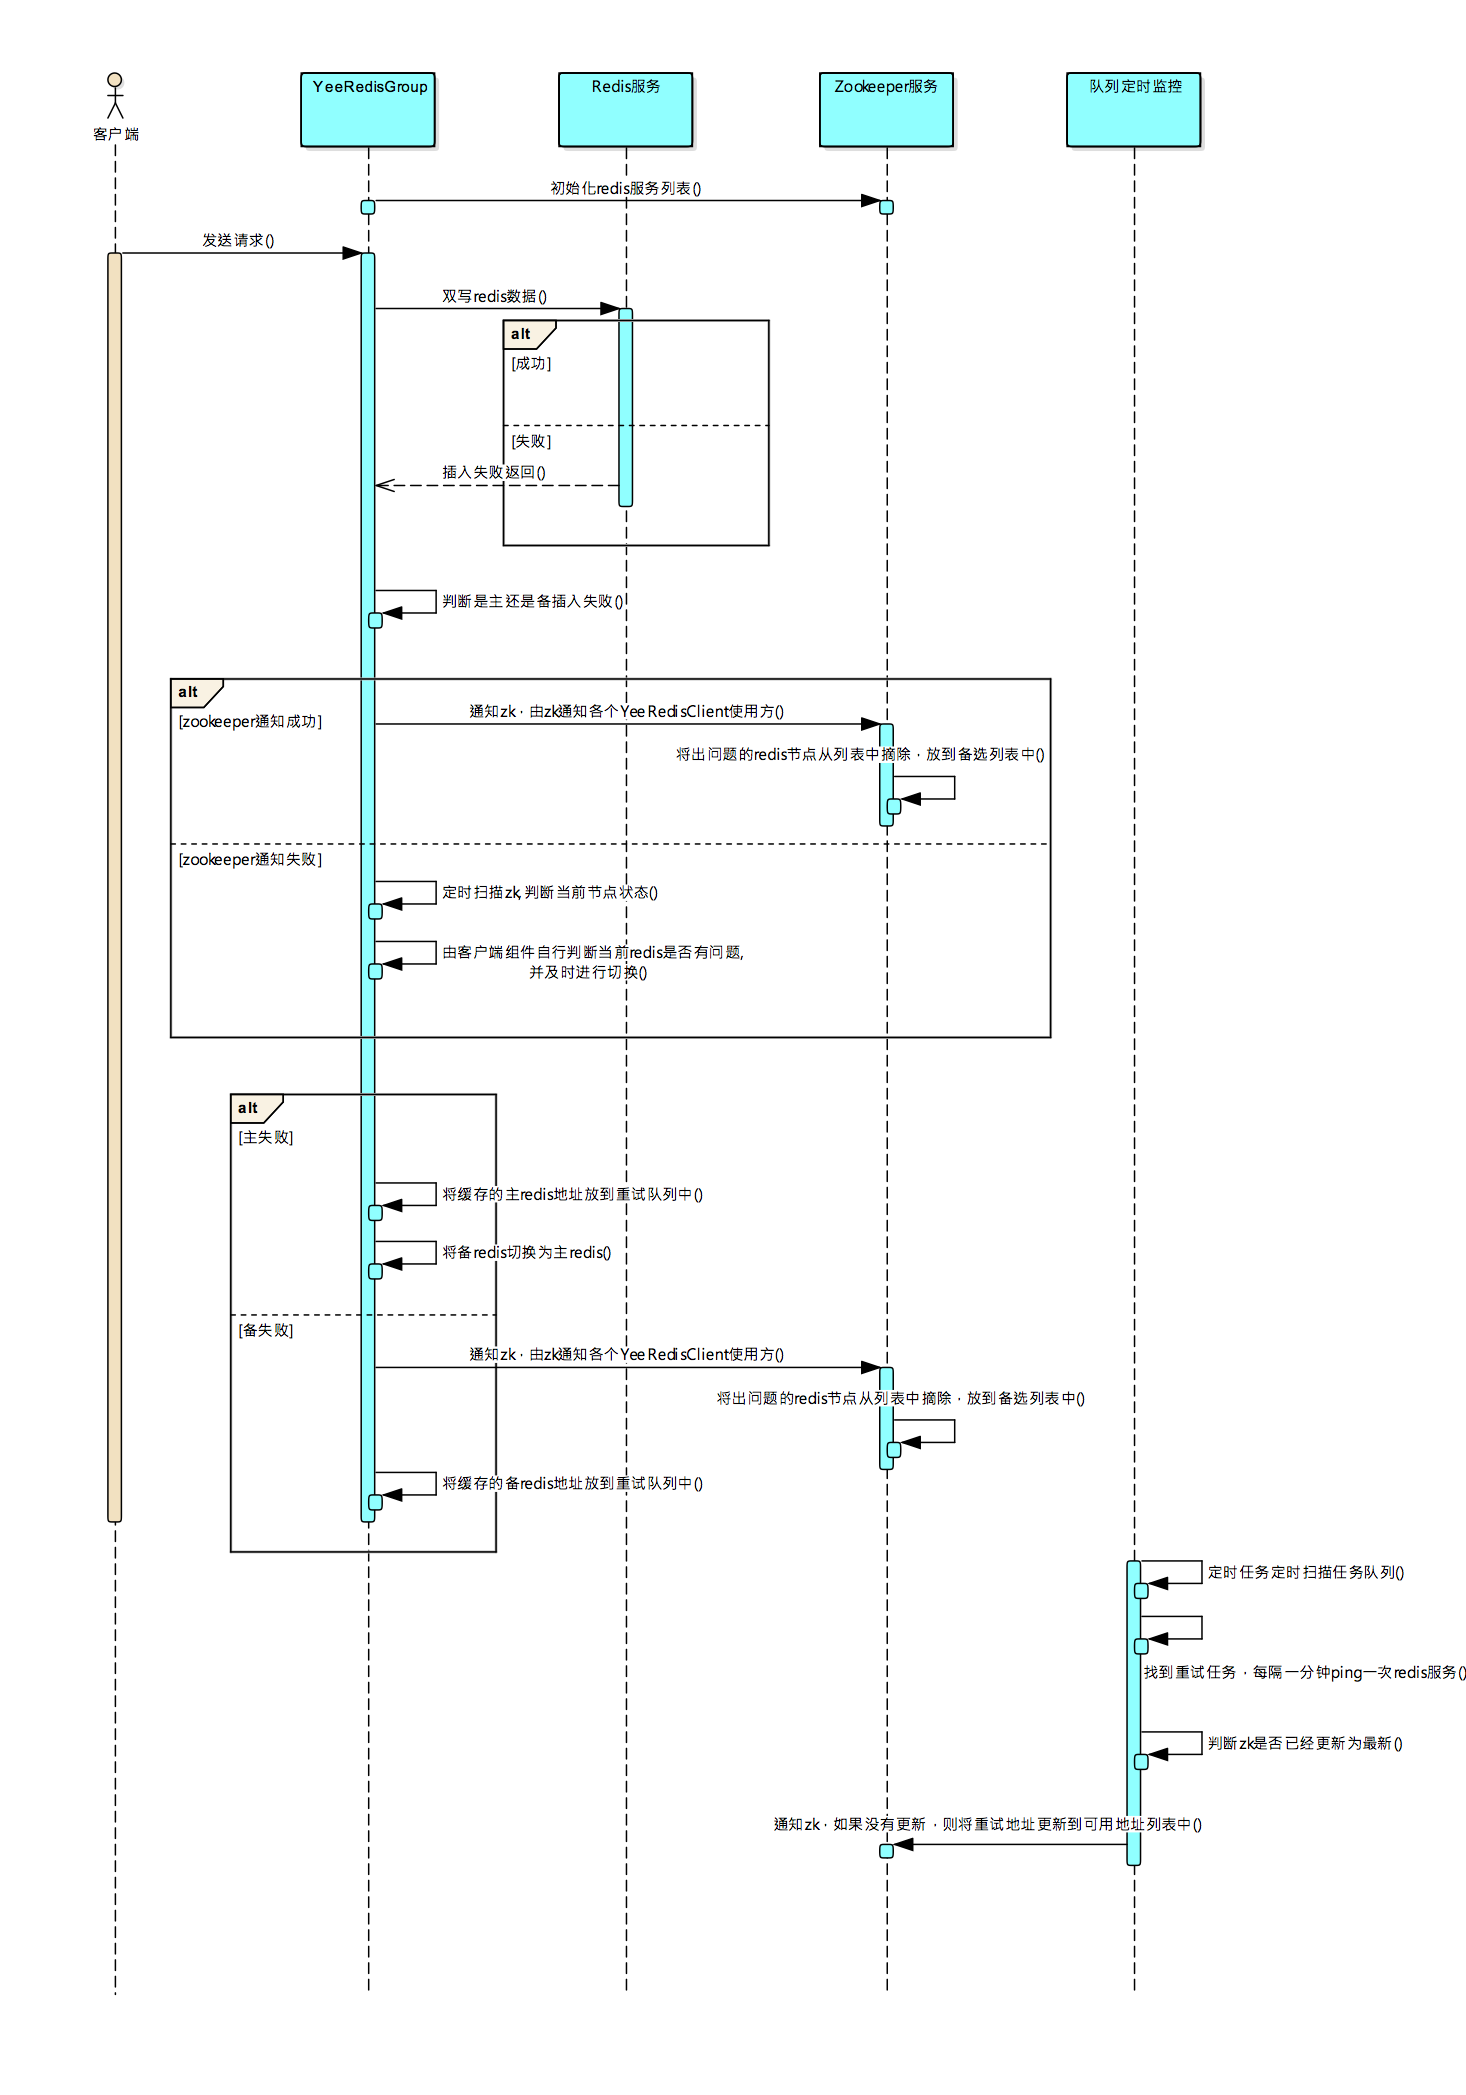 客户端
YeeRedisGroup
Redis服务
Zookeeper服务
队列定时监控
初始化redis服务列表()
发送请求()
双写redis数据()
alt
[成功]
[失败]
插入失败返回()
判断是主还是备插入失败()
alt
[zookeeper通知成功]
通知zk，由zk通知各个YeeRedisClient使用方()
将出问题的redis节点从列表中摘除，放到备选列表中()
[zookeeper通知失败]
定时扫描zk,判断当前节点状态()
由客户端组件自行判断当前redis是否有问题,
并及时进行切换()
alt
[主失败]
将缓存的主redis地址放到重试队列中()
将备redis切换为主redis()
[备失败]
通知zk，由zk通知各个YeeRedisClient使用方()
将出问题的redis节点从列表中摘除，放到备选列表中()
将缓存的备redis地址放到重试队列中()
定时任务定时扫描任务队列()
找到重试任务，每隔一分钟ping一次redis服务()
判断zk是否已经更新为最新()
通知zk，如果没有更新，则将重试地址更新到可用地址列表中()